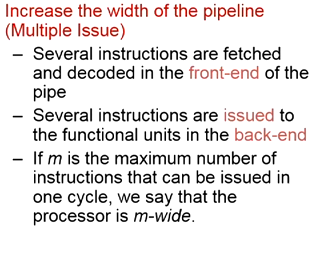 Increase the width of the pipeline
(Multiple Issue)
– Several instructions are fetched
and decoded in the front-end of the
pipe
– Several instructions are issued to
the functional units in the back-end
– If m is the maximum number of
instructions that can be issued in
one cycle, we say that the
processor is m-wide.